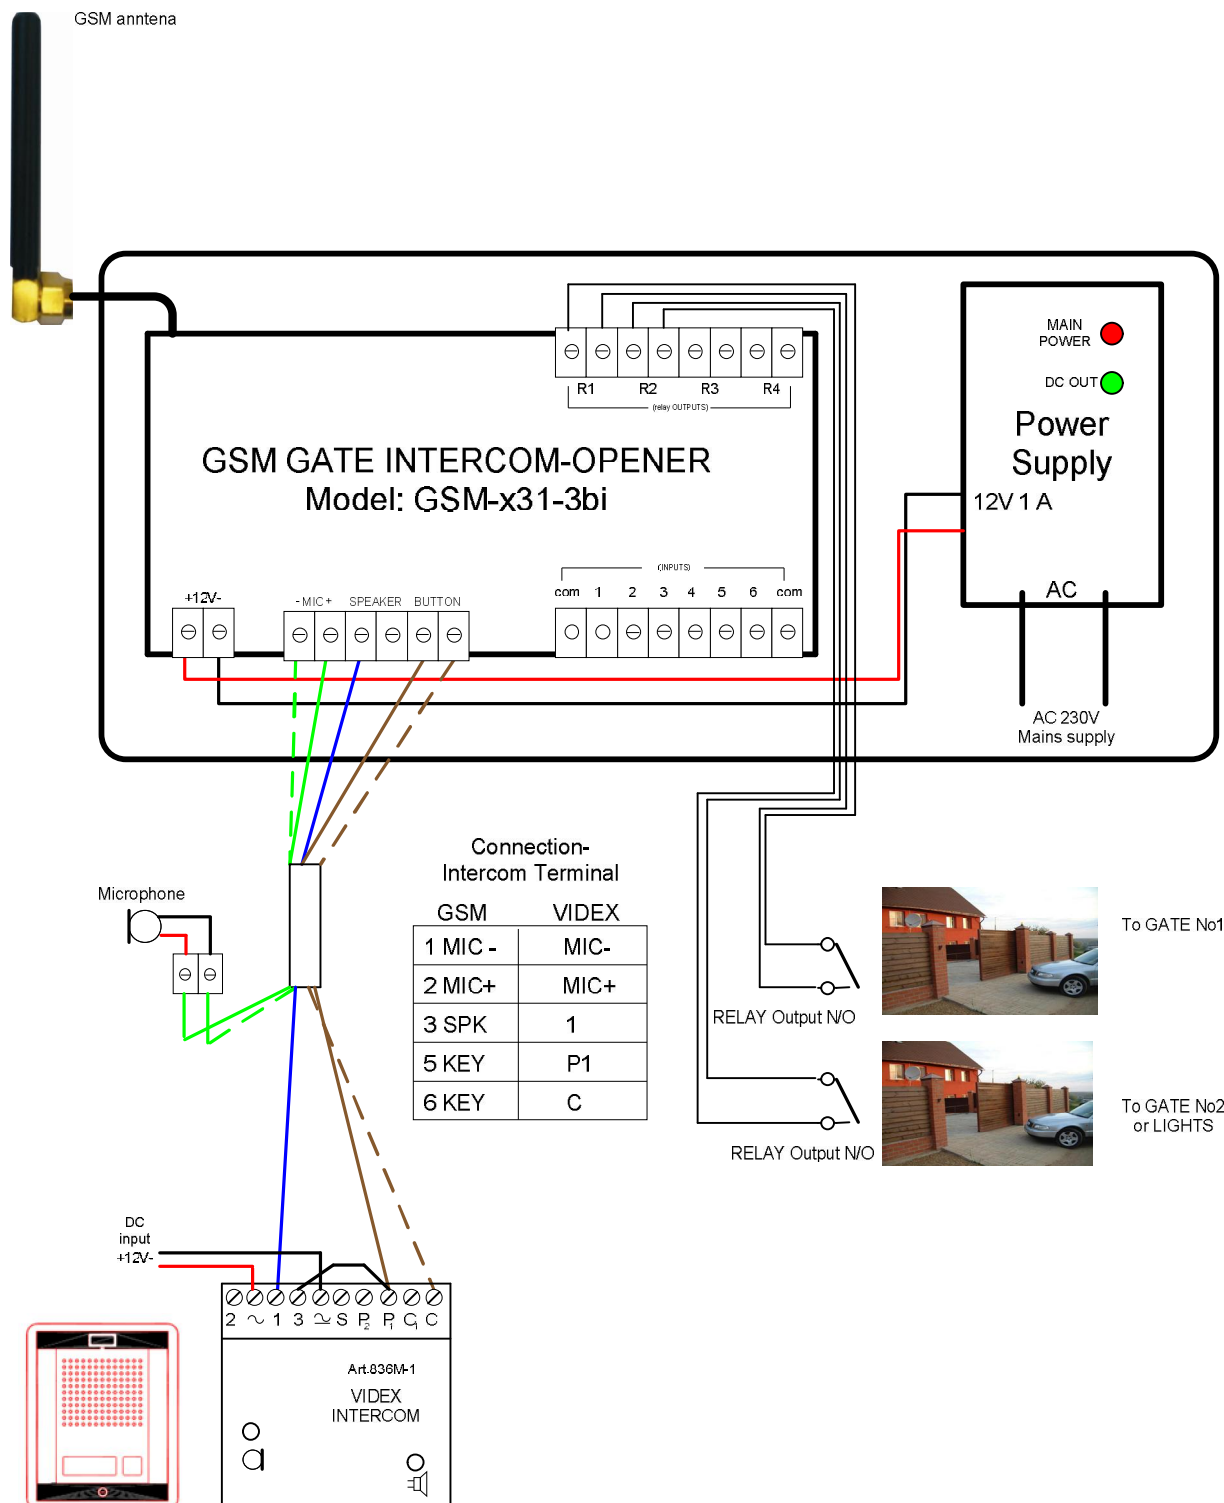 GSM anntena
MAIN
POWER
DC OUT
Power
Supply
12V 1 A
AC
AC 230V
Mains supply
R1 R2 R3 R4
(relay OUTPUTS)
GSM GATE INTERCOM-OPENER
Model: GSM-x31-3bi
(INPUTS)
com 1 2 3 4 5 6 com
+12V-
- MIC + SPEAKER BUTTON
Connection-
Intercom Terminal
GSM VIDEX
1 MIC - MIC-
2 MIC+ MIC+
3 SPK 1
5 KEY P1
6 KEY C
Microphone
To GATE No1
RELAY Output N/O
To GATE No2
or LIGHTS
RELAY Output N/O
DC
input
+12V-
2 ~ 1 3 ≃ S P2 P1 C1 C
Art.836M-1
VIDEX
INTERCOM